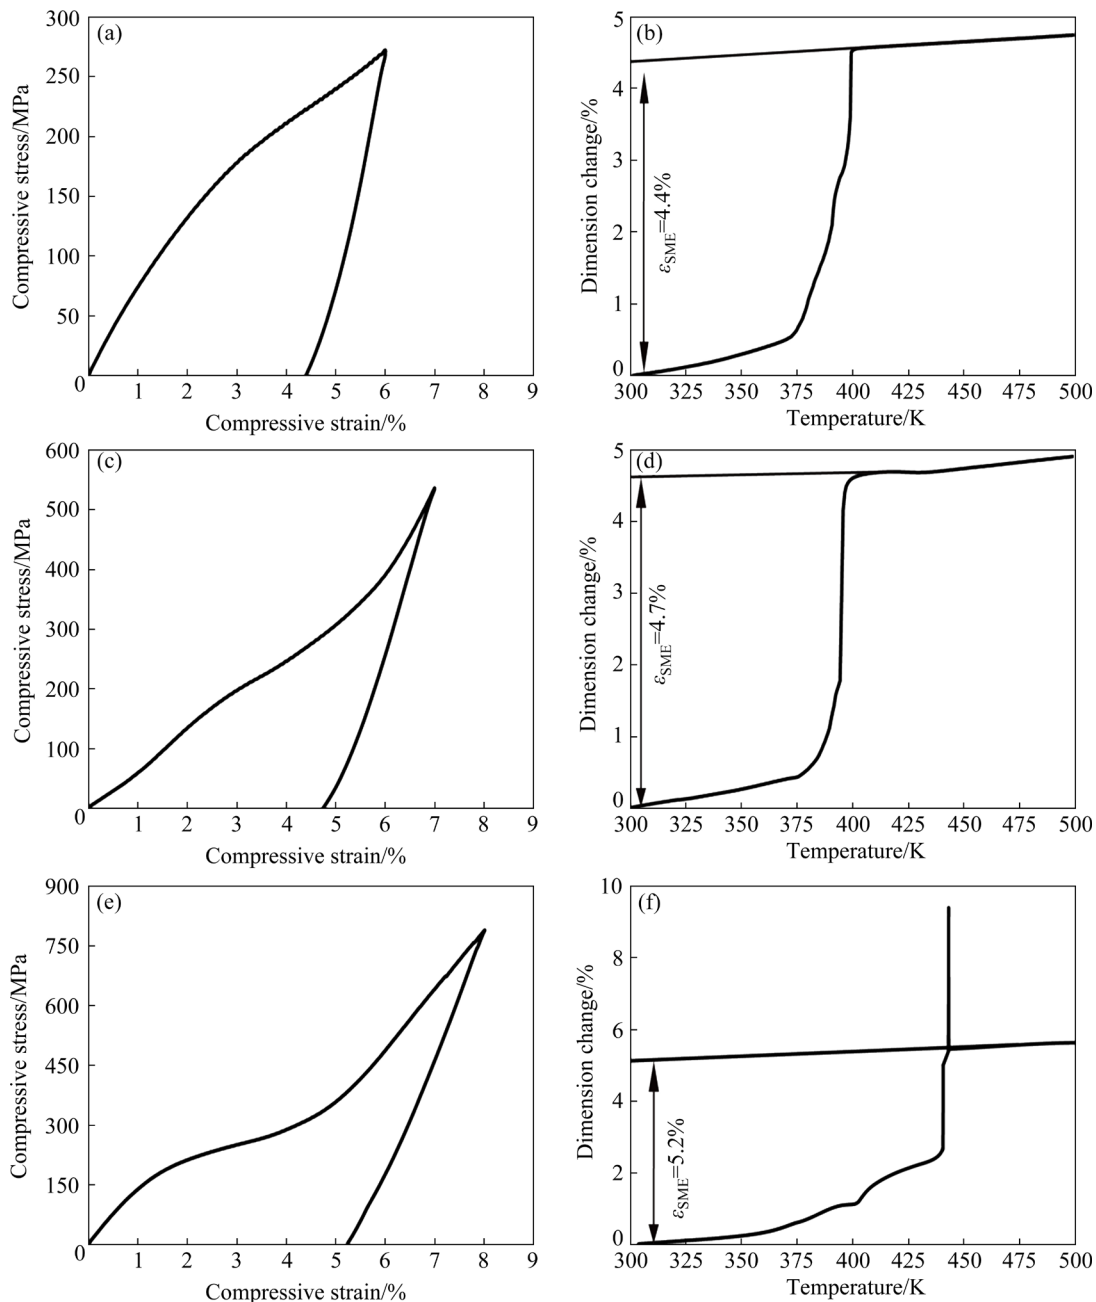 (a)
300
250
200
150
100
50
0
1 2 3 4 5 6 7 8 9
Compressive strain/%
Compressive stress/MPa
(b)
5
4
3
2
1
0
300 325 350 375 400 425 450 475 500
Temperature/K
Dimension change/%
εSME=4.4%
(c)
600
500
400
300
200
100
0
1 2 3 4 5 6 7 8 9
Compressive strain/%
Compressive stress/MPa
(d)
5
4
3
2
1
0
300 325 350 375 400 425 450 475 500
Temperature/K
Dimension change/%
εSME=4.7%
(e)
900
750
600
450
300
150
0
1 2 3 4 5 6 7 8 9
Compressive strain/%
Compressive stress/MPa
(f)
10
8
6
4
2
0
300 325 350 375 400 425 450 475 500
Temperature/K
Dimension change/%
εSME=5.2%